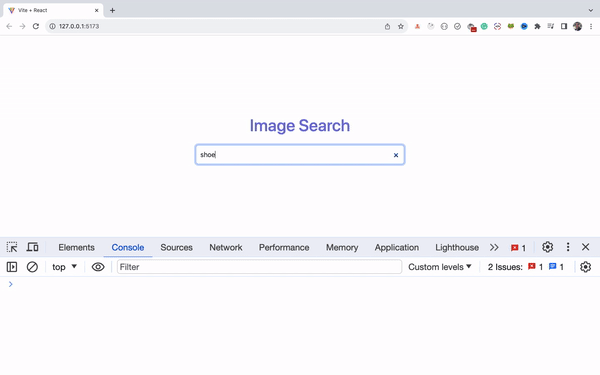 Vite + React
127.0.0.1:5173
Image Search
shoe
Elements Console Sources Network Performance Memory Application Lighthouse 1
top Filter Custom levels 2 Issues: 1 1